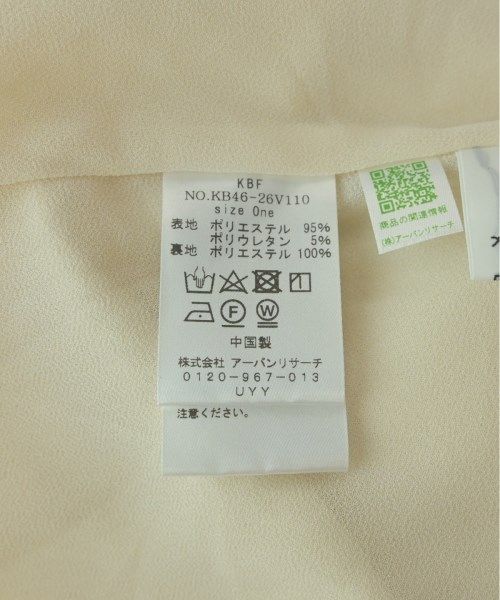 KBF
NO.KB46-26V110
size One
表地 ポリエステル 95%
ポリウレタン 5%
裏地 ポリエステル 100%
F
W
中国製
株式会社 アーバンリサーチ
0120-967-013
UYY
注意ください。
商品の関連情報
(株)アーバンリサーチ